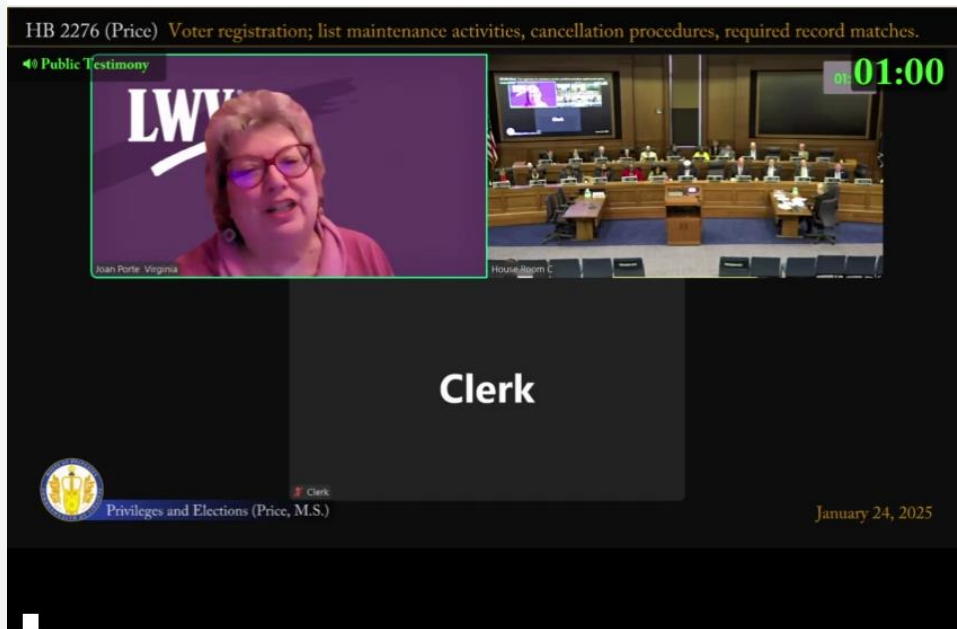 HB 2276 (Price) Voter registration; list maintenance activities, cancellation procedures, required record matches.
Public Testimony
01:00
LWV
Joan Porte Virginia
House Room C
Clerk
Clerk
Privileges and Elections (Price, M.S.)
January 24, 2025